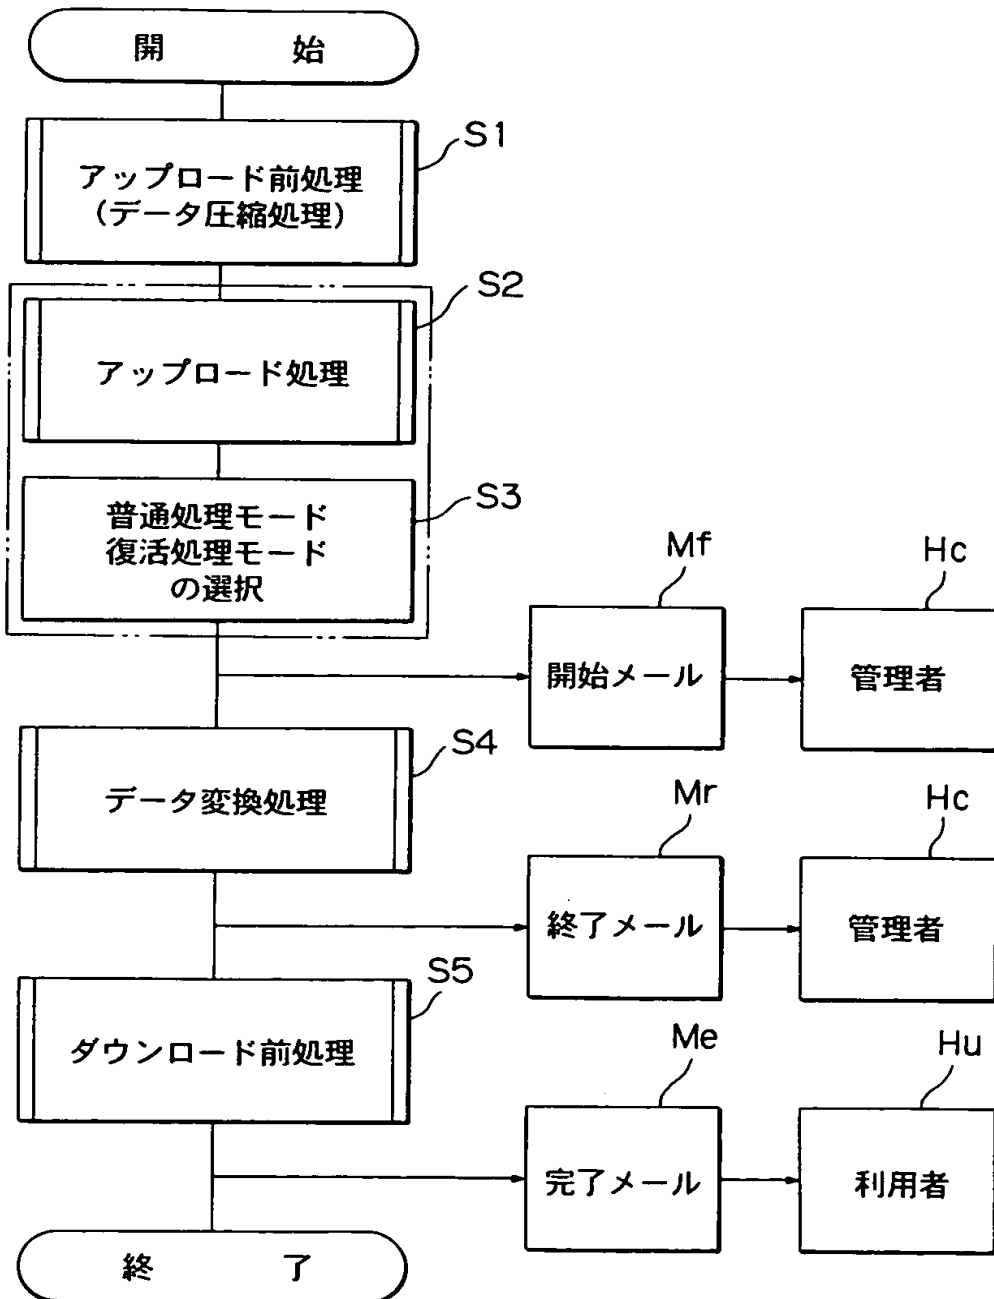 開 始
S1
アップロード前処理
(データ圧縮処理)
S2
アップロード処理
S3
普通処理モード
復活処理モード
の選択
Mf
Hc
開始メール
管理者
S4
データ変換処理
Mr
Hc
終了メール
管理者
S5
ダウンロード前処理
Me
Hu
完了メール
利用者
終 了